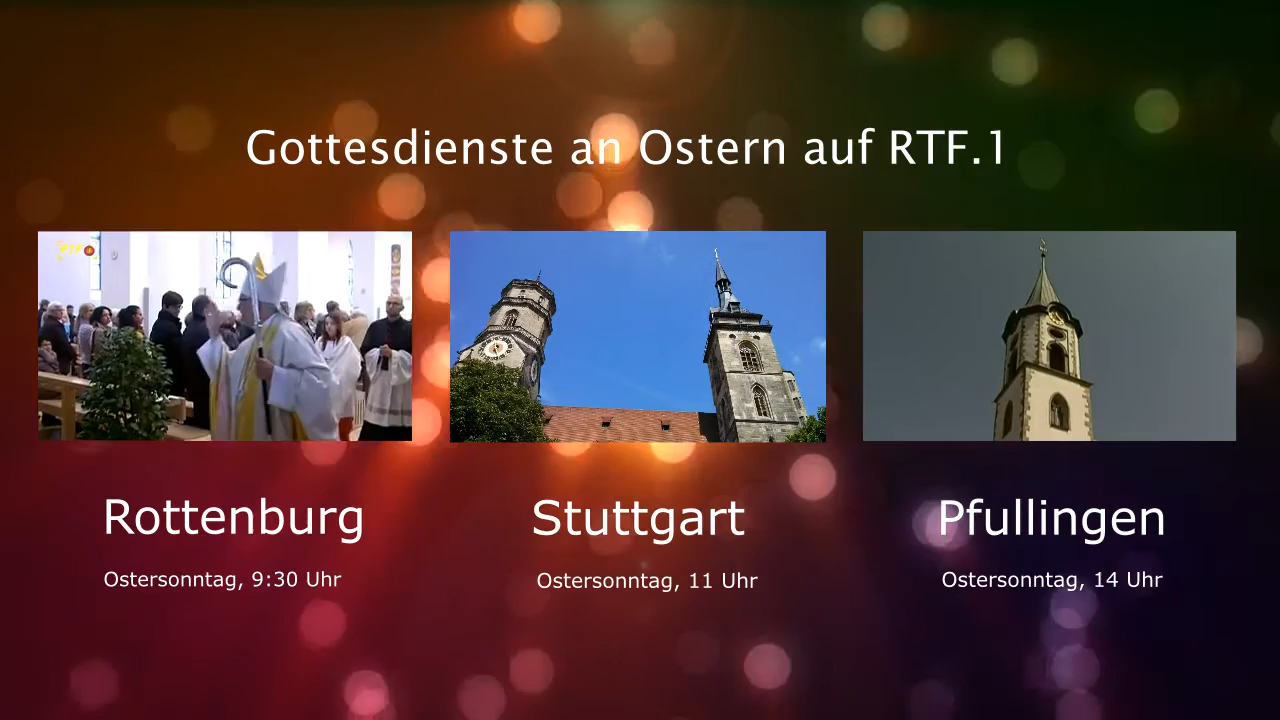 Gottesdienste an Ostern auf RTF.1
Rottenburg
Stuttgart
Pfullingen
Ostersonntag, 9:30 Uhr
Ostersonntag, 11 Uhr
Ostersonntag, 14 Uhr